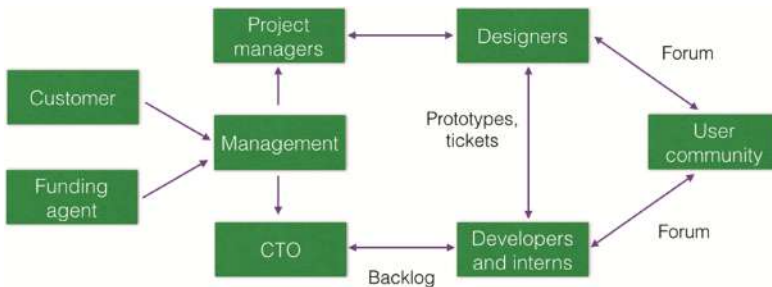 Project
managers
Designers
Forum
Customer
Prototypes,
tickets
Management
User
community
Funding
agent
CTO
Backlog
Developers
and interns
Forum